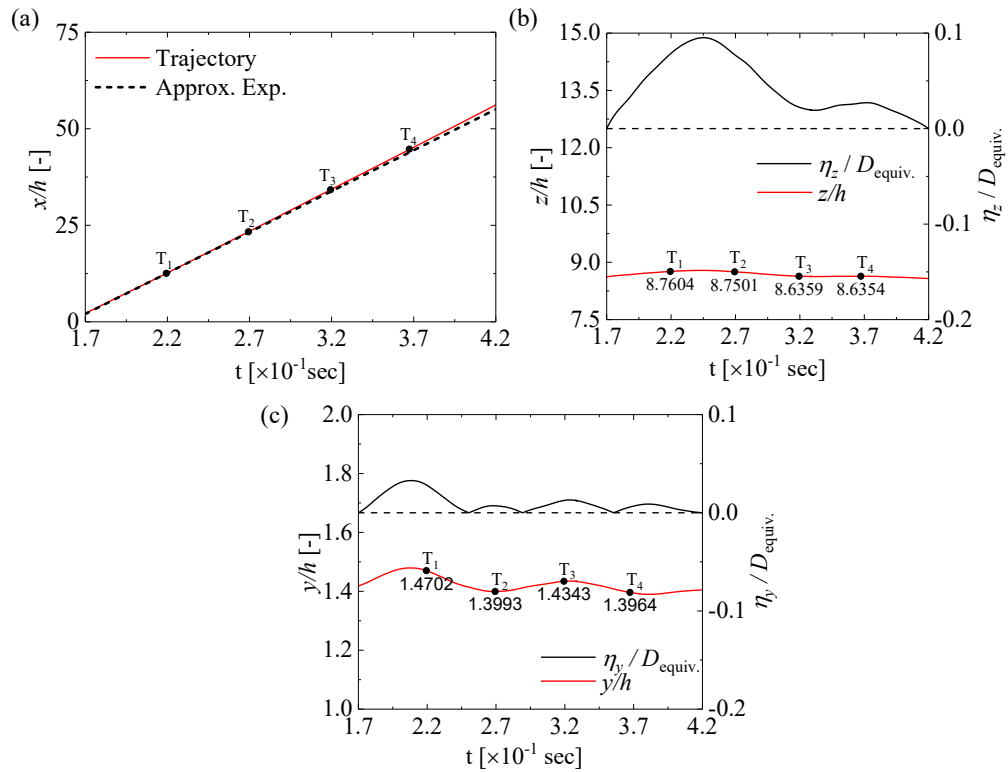 (a)
75
50
25
0
x/h [-]
Trajectory
Approx. Exp.
T1
T2
T3
T4
1.7 2.2 2.7 3.2 3.7 4.2
t [×10⁻¹sec]
(b)
15.0
13.5
12.0
10.5
9.0
7.5
z/h [-]
0.1
0.0
-0.1
-0.2
ηz / Dequiv.
ηz / Dequiv.
z/h
T1 T2 T3 T4
8.7604 8.7501 8.6359 8.6354
1.7 2.2 2.7 3.2 3.7 4.2
t [×10⁻¹ sec]
(c)
2.0
1.8
1.6
1.4
1.2
1.0
y/h [-]
0.1
0.0
-0.1
-0.2
ηy / Dequiv.
T1 T2 T3 T4
1.4702 1.3993 1.4343 1.3964
ηy / Dequiv.
y/h
1.7 2.2 2.7 3.2 3.7 4.2
t [×10⁻¹ sec]